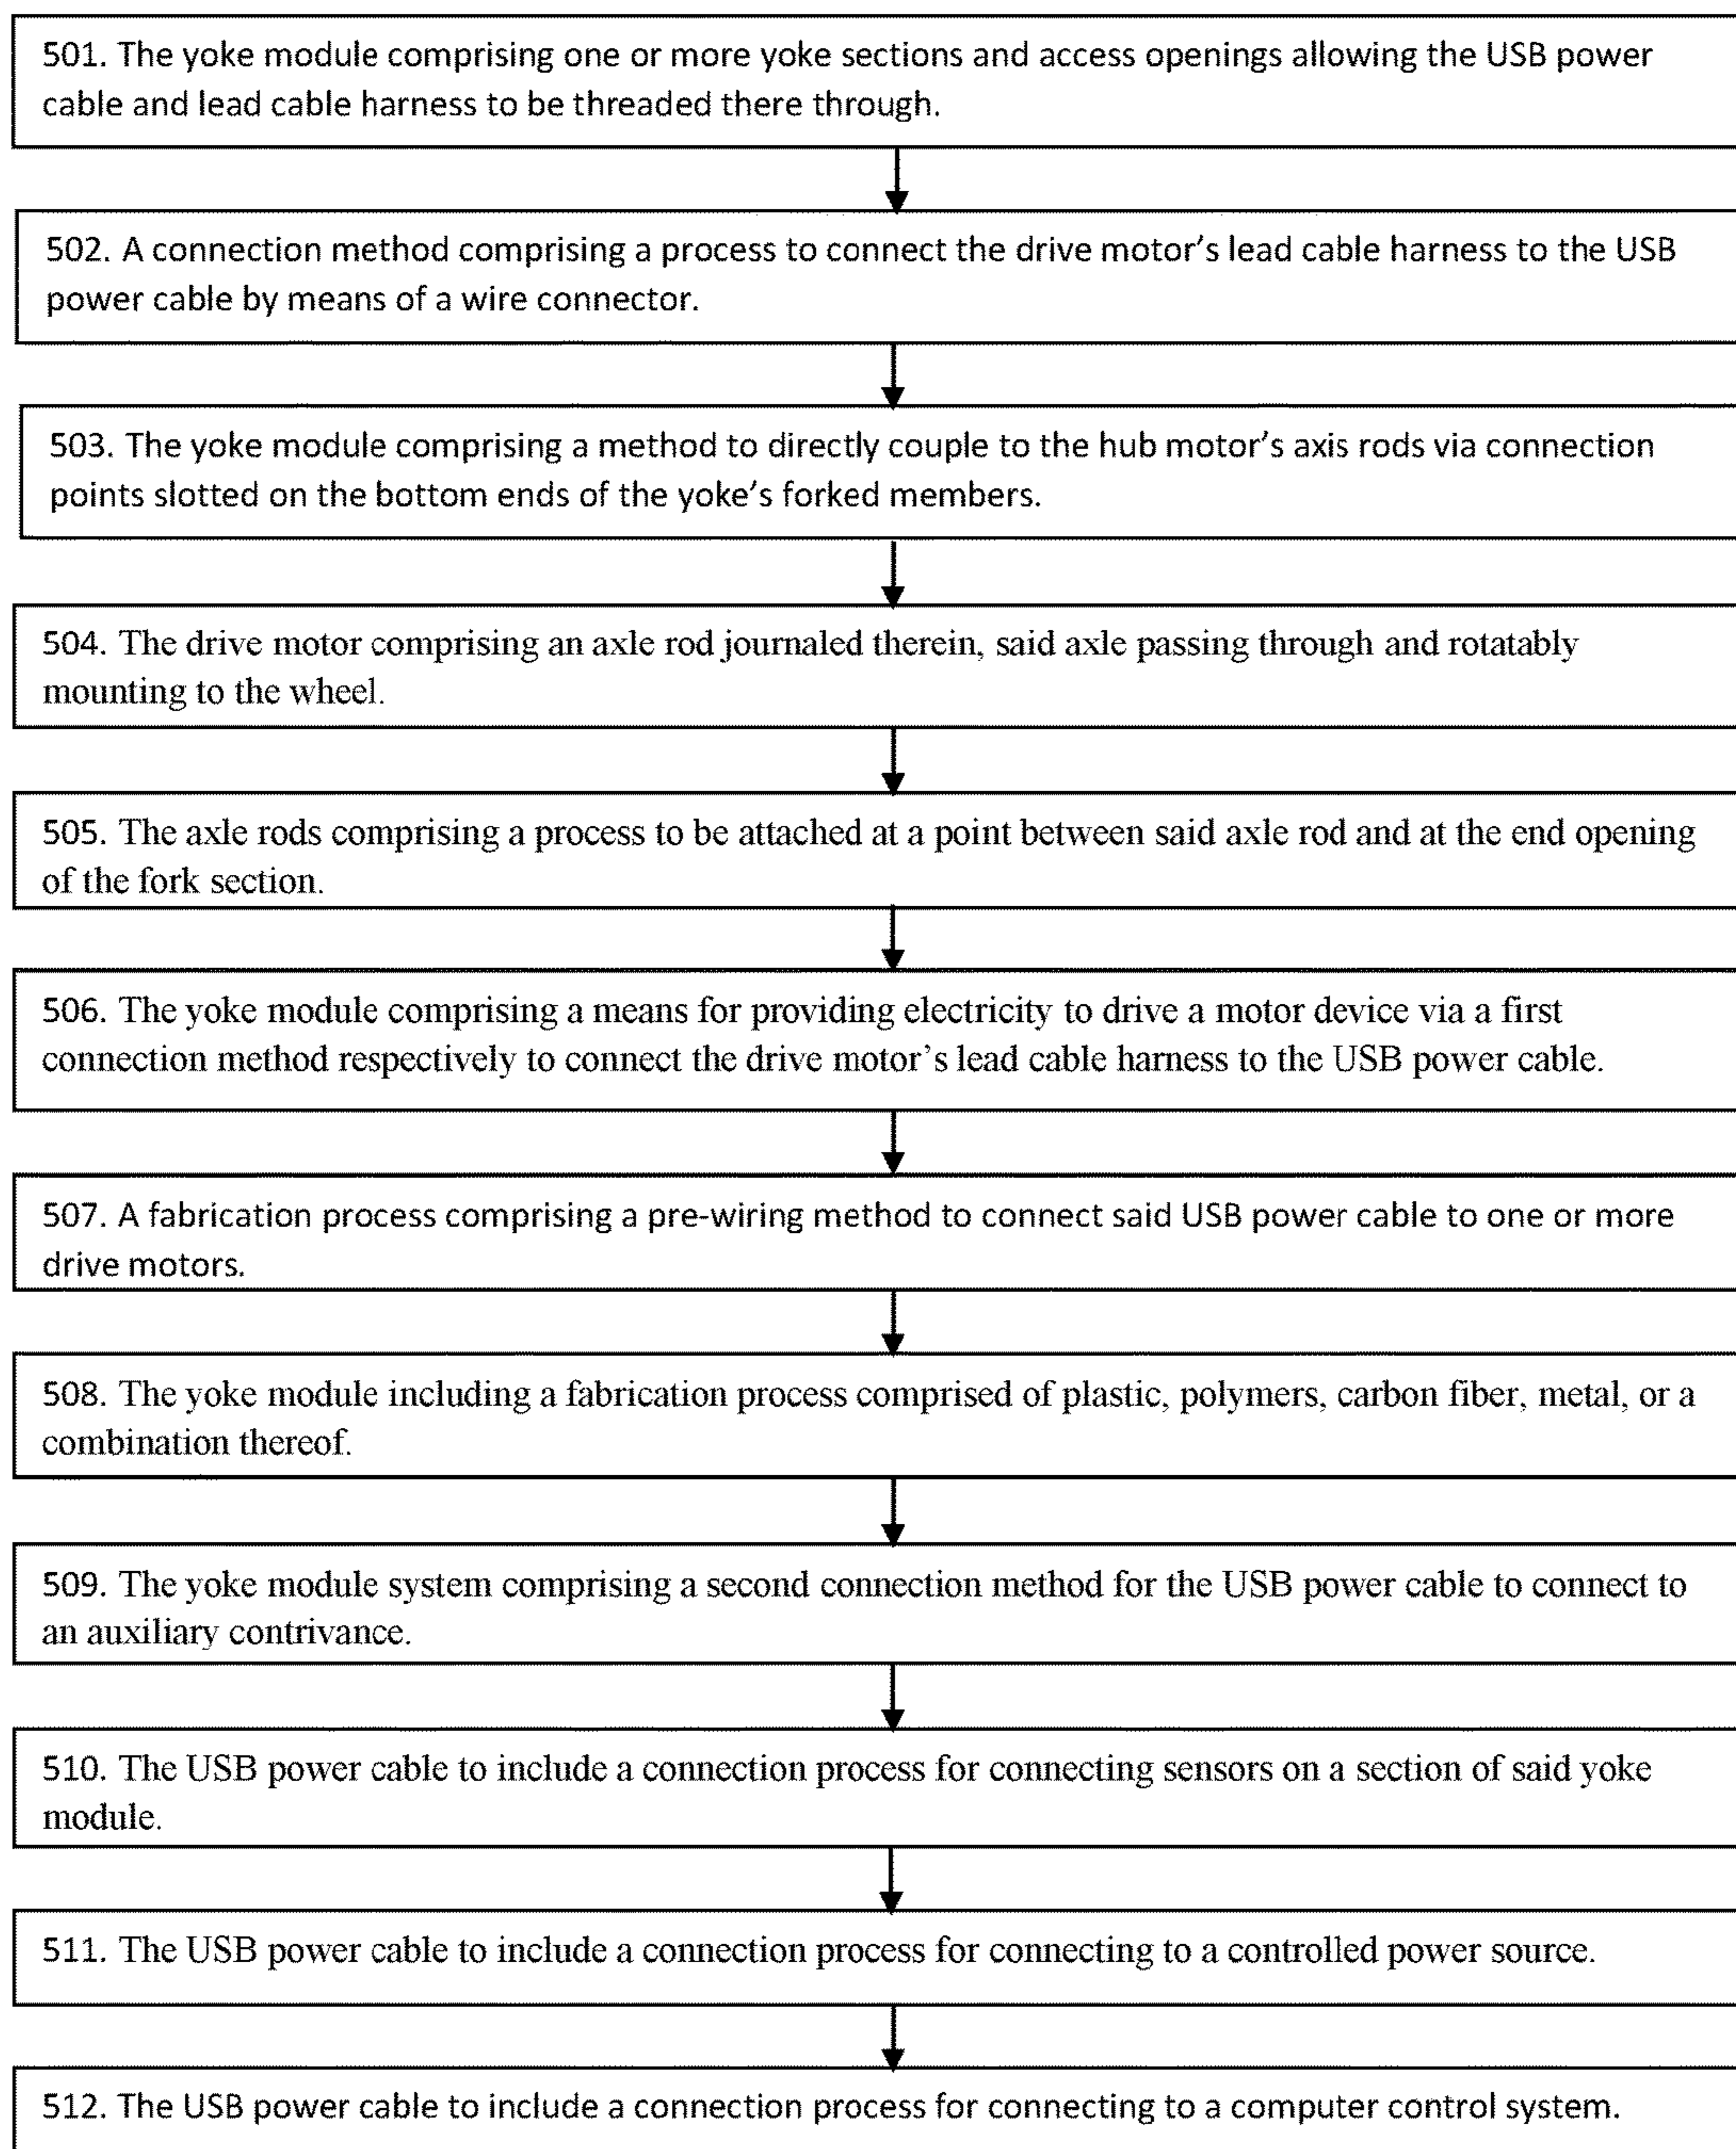 501. The yoke module comprising one or more yoke sections and access openings allowing the USB power
cable and lead cable harness to be threaded there through.
502. A connection method comprising a process to connect the drive motor's lead cable harness to the USB
power cable by means of a wire connector.
503. The yoke module comprising a method to directly couple to the hub motor's axis rods via connection
points slotted on the bottom ends of the yoke's forked members.
504. The drive motor comprising an axle rod journaled therein, said axle passing through and rotatably
mounting to the wheel.
505. The axle rods comprising a process to be attached at a point between said axle rod and at the end opening
of the fork section.
506. The yoke module comprising a means for providing electricity to drive a motor device via a first
connection method respectively to connect the drive motor's lead cable harness to the USB power cable.
507. A fabrication process comprising a pre-wiring method to connect said USB power cable to one or more
drive motors.
508. The yoke module including a fabrication process comprised of plastic, polymers, carbon fiber, metal, or a
combination thereof.
509. The yoke module system comprising a second connection method for the USB power cable to connect to
an auxiliary contrivance.
510. The USB power cable to include a connection process for connecting sensors on a section of said yoke
module.
511. The USB power cable to include a connection process for connecting to a controlled power source.
512. The USB power cable to include a connection process for connecting to a computer control system.